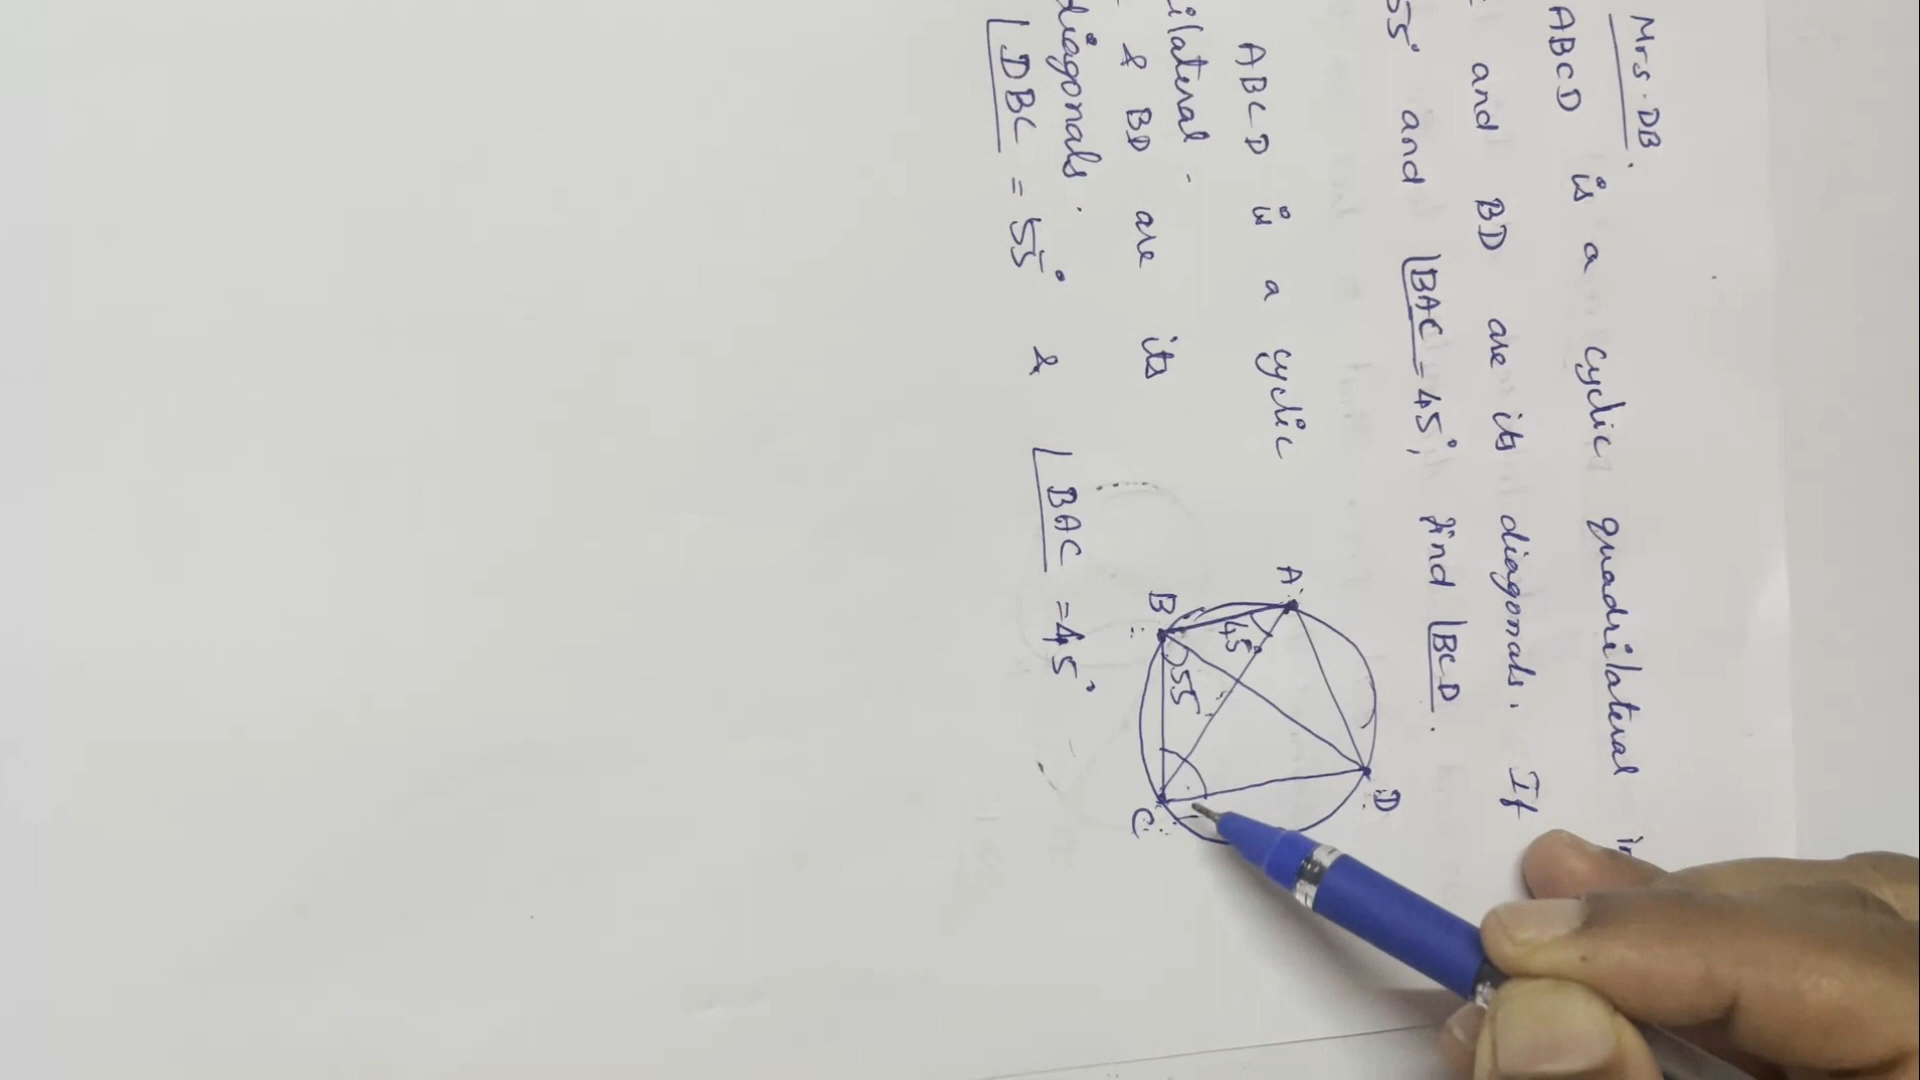 Mrs. DB.
ABCD is a cyclic quadrilateral in
and BD are its diagonals. If
55° and ∠BAC = 45°, find ∠BCD.
ABCD is a cyclic
ilateral.
& BD are its
diagonals.
∠DBC = 55° & ∠BAC = 45°
A
B
45°
55
D
C